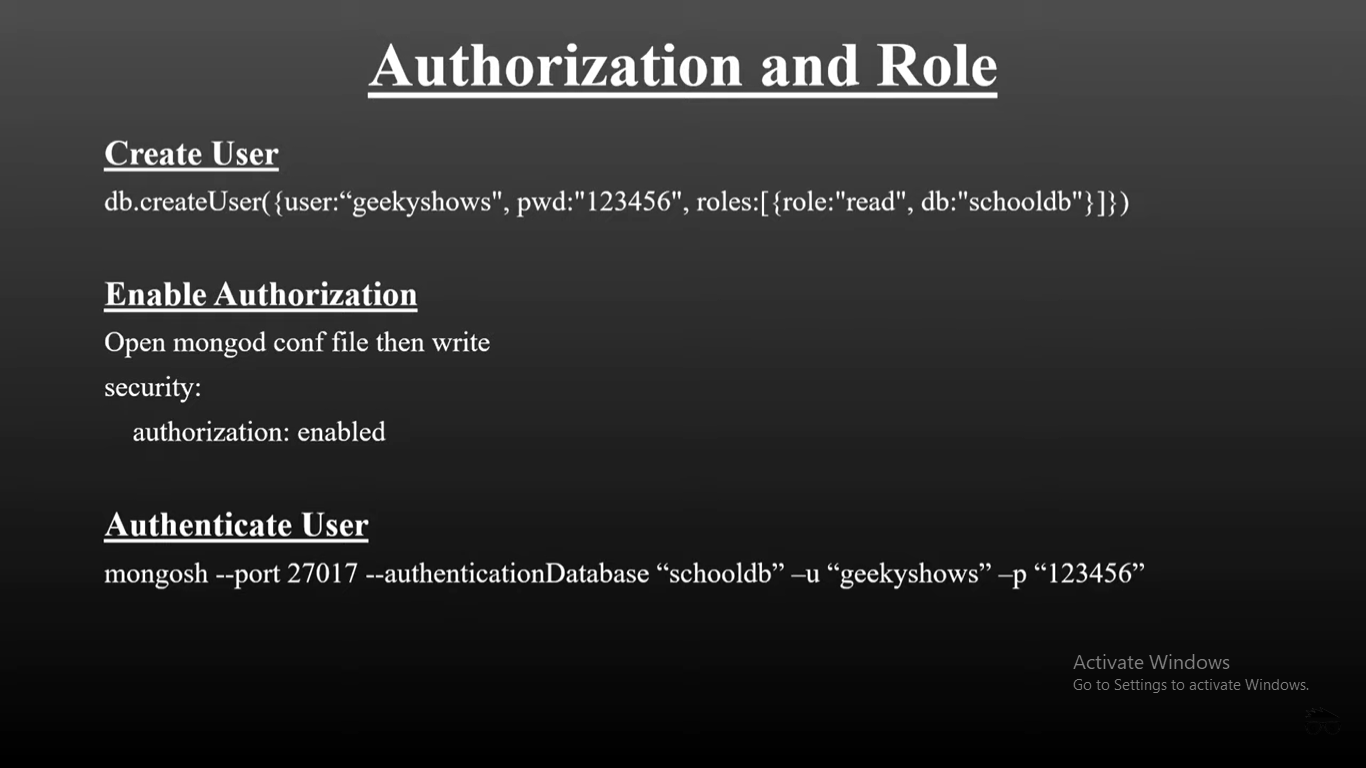 Authorization and Role
Create User
db.createUser({user:“geekyshows", pwd:"123456", roles:[{role:"read", db:"schooldb"}]})
Enable Authorization
Open mongod conf file then write
security:
authorization: enabled
Authenticate User
mongosh --port 27017 --authenticationDatabase “schooldb” –u “geekyshows” –p “123456”
Activate Windows
Go to Settings to activate Windows.